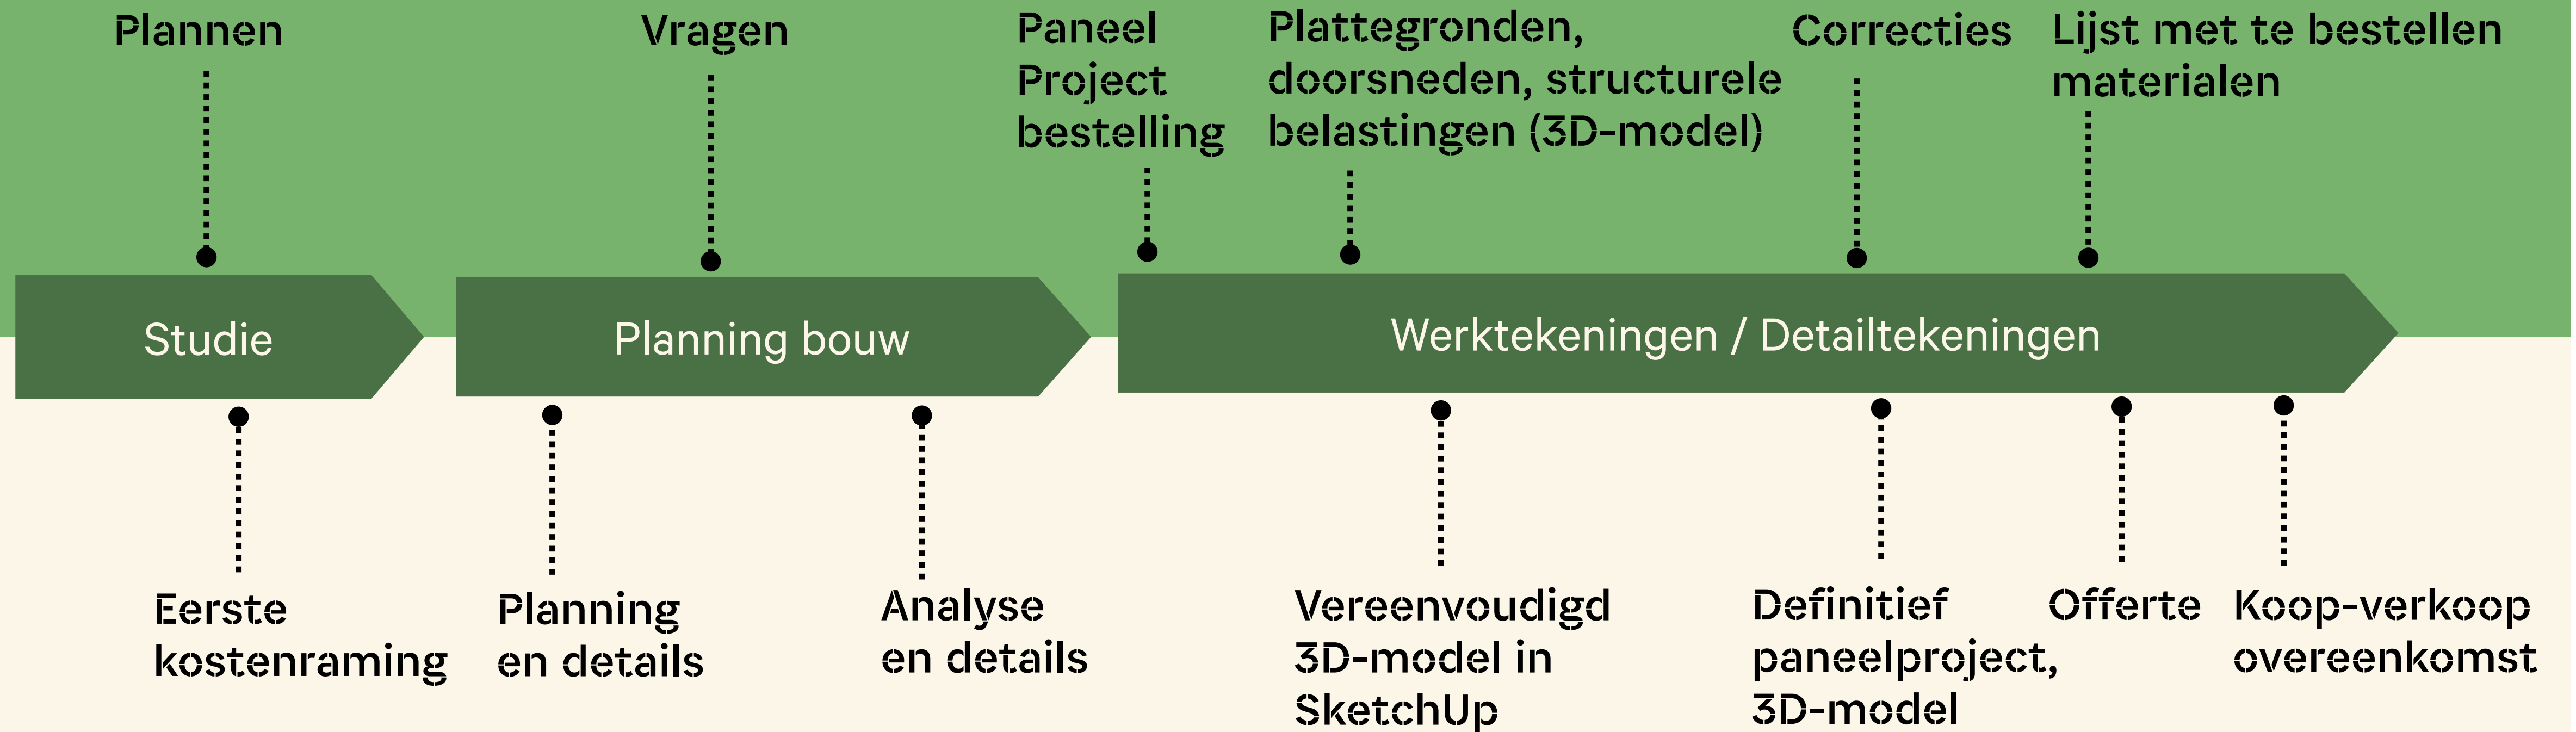 Plannen
Vragen
Paneel
Project
bestelling
Plattegronden,
doorsneden, structurele
belastingen (3D-model)
Correcties
Lijst met te bestellen
materialen
Studie
Planning bouw
Werktekeningen / Detailtekeningen
Eerste
kostenraming
Planning
en details
Analyse
en details
Vereenvoudigd
3D-model in
SketchUp
Definitief
paneelproject,
3D-model
Offerte
Koop-verkoop
overeenkomst